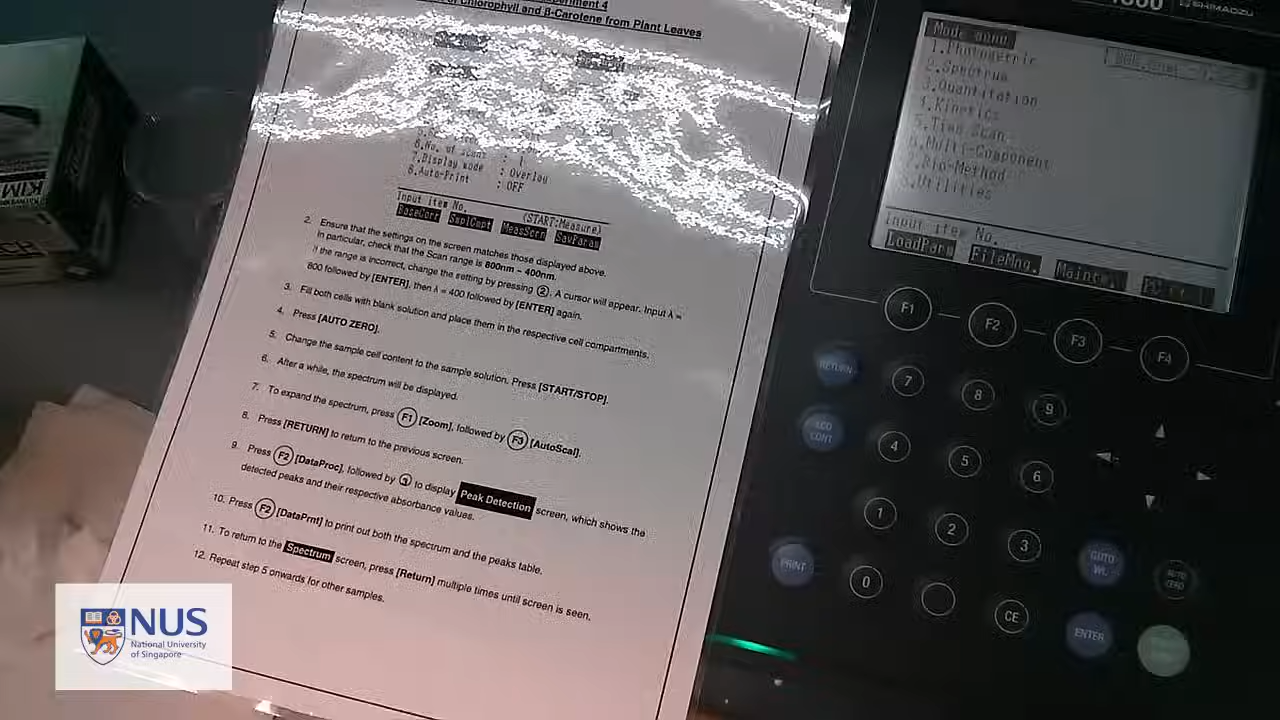 Experiment 4
of Chlorophyll and β-Carotene from Plant Leaves
6.No. of scans : 1
7.Display mode : Overlay
8.Auto-Print : OFF
Input item No. (START:Measure)
BaseCorr SmplCmpt MeasScrn SavParam
2. Ensure that the settings on the screen matches those displayed above.
In particular, check that the Scan range is 800nm ~ 400nm.
If the range is incorrect, change the setting by pressing 2. A cursor will appear. Input λ =
800 followed by [ENTER], then λ = 400 followed by [ENTER] again.
3. Fill both cells with blank solution and place them in the respective cell compartments.
4. Press [AUTO ZERO].
5. Change the sample cell content to the sample solution. Press [START/STOP].
6. After a while, the spectrum will be displayed.
7. To expand the spectrum, press F1 [Zoom], followed by F3 [AutoScal].
8. Press [RETURN] to return to the previous screen.
9. Press F2 [DataProc], followed by 3 to display Peak Detection screen, which shows the
detected peaks and their respective absorbance values.
10. Press F2 [DataPrnt] to print out both the spectrum and the peaks table.
11. To return to the Spectrum screen, press [Return] multiple times until screen is seen.
12. Repeat step 5 onwards for other samples.
SHIMADZU
Mode menu
1.Photometric
2.Spectrum
3.Quantitation
4.Kinetics
5.Time Scan
6.Multi-Component
7.Bio-Method
8.Utilities
Input item No.
LoadParm FileMng. Mainte.
F1 F2 F3 F4
RETURN 7 8 9
LCD CONT 4 5 6
1 2 3
PRINT 0 CE
GOTO WL
AUTO ZERO
ENTER
NUS
National University
of Singapore